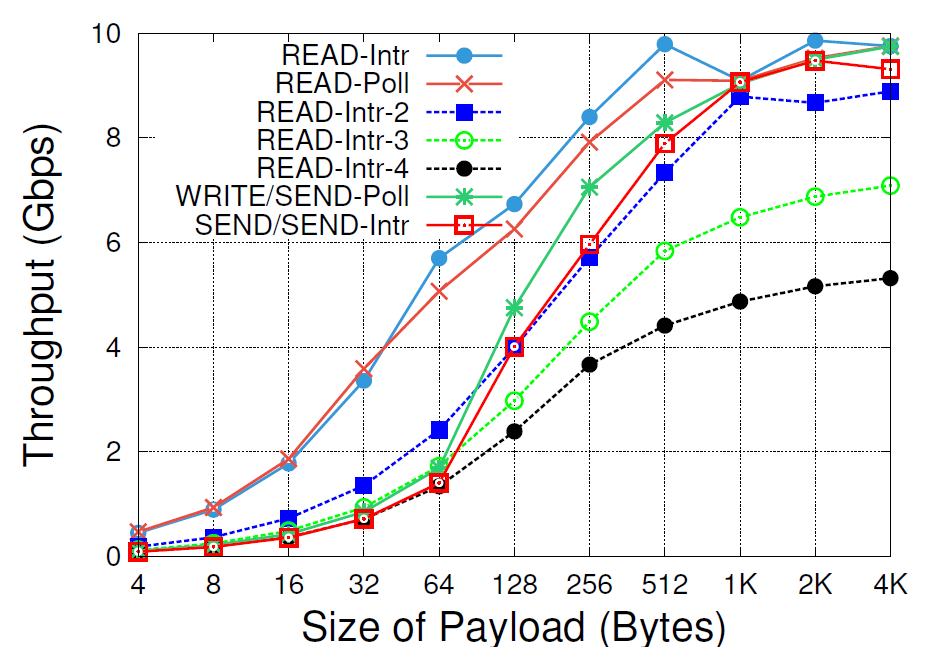 10
8
6
4
2
0
Throughput (Gbps)
READ-Intr
READ-Poll
READ-Intr-2
READ-Intr-3
READ-Intr-4
WRITE/SEND-Poll
SEND/SEND-Intr
4 8 16 32 64 128 256 512 1K 2K 4K
Size of Payload (Bytes)